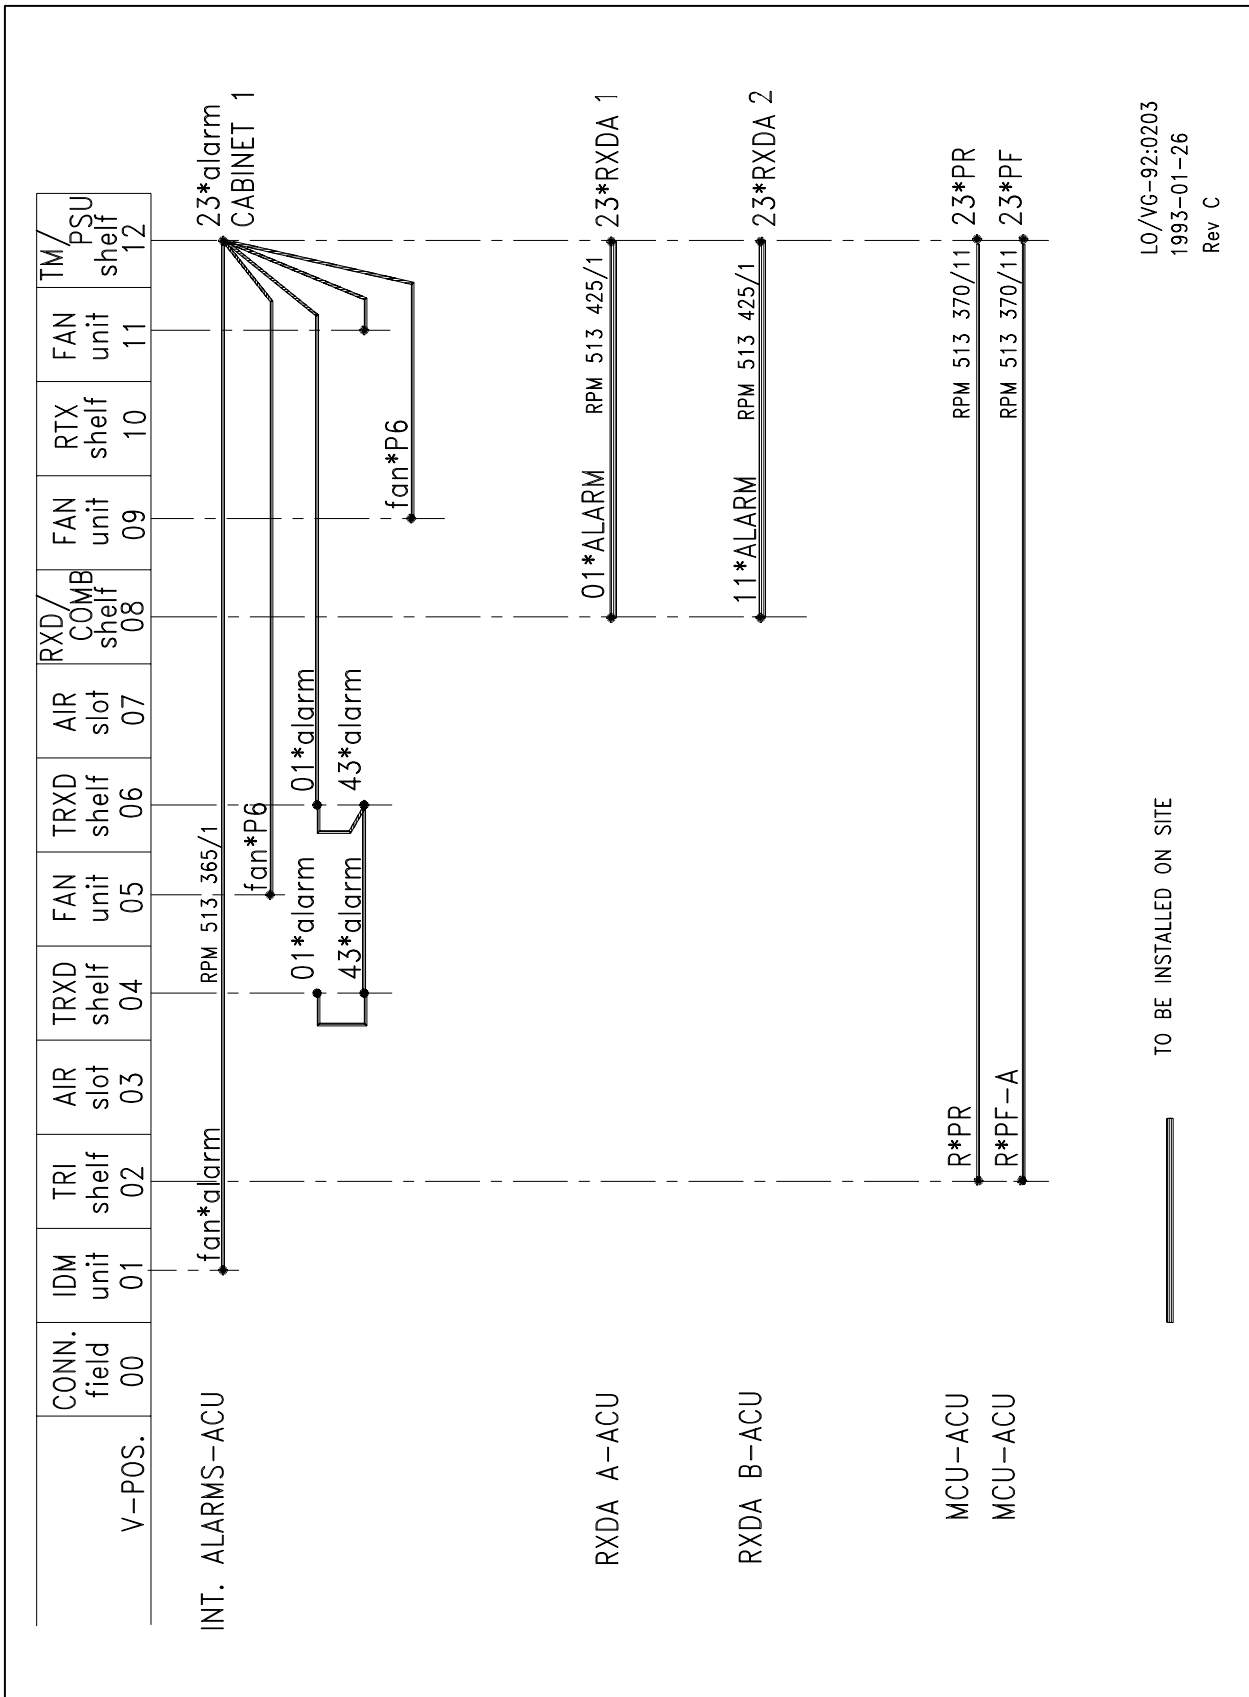 V-POS.
CONN.
field
00
IDM
unit
01
TRI
shelf
02
AIR
slot
03
TRXD
shelf
04
FAN
unit
05
TRXD
shelf
06
AIR
slot
07
RXD/
COMB
shelf
08
FAN
unit
09
RTX
shelf
10
FAN
unit
11
TM/
PSU
shelf
12
INT. ALARMS-ACU
fan*alarm
RPM 513 365/1
23*alarm
CABINET 1
fan*P6
01*alarm
01*alarm
43*alarm
43*alarm
fan*P6
RXDA A-ACU
01*ALARM
RPM 513 425/1
23*RXDA 1
RXDA B-ACU
11*ALARM
RPM 513 425/1
23*RXDA 2
MCU-ACU
R*PR
RPM 513 370/11
23*PR
MCU-ACU
R*PF-A
RPM 513 370/11
23*PF
TO BE INSTALLED ON SITE
LO/VG-92:0203
1993-01-26
Rev C